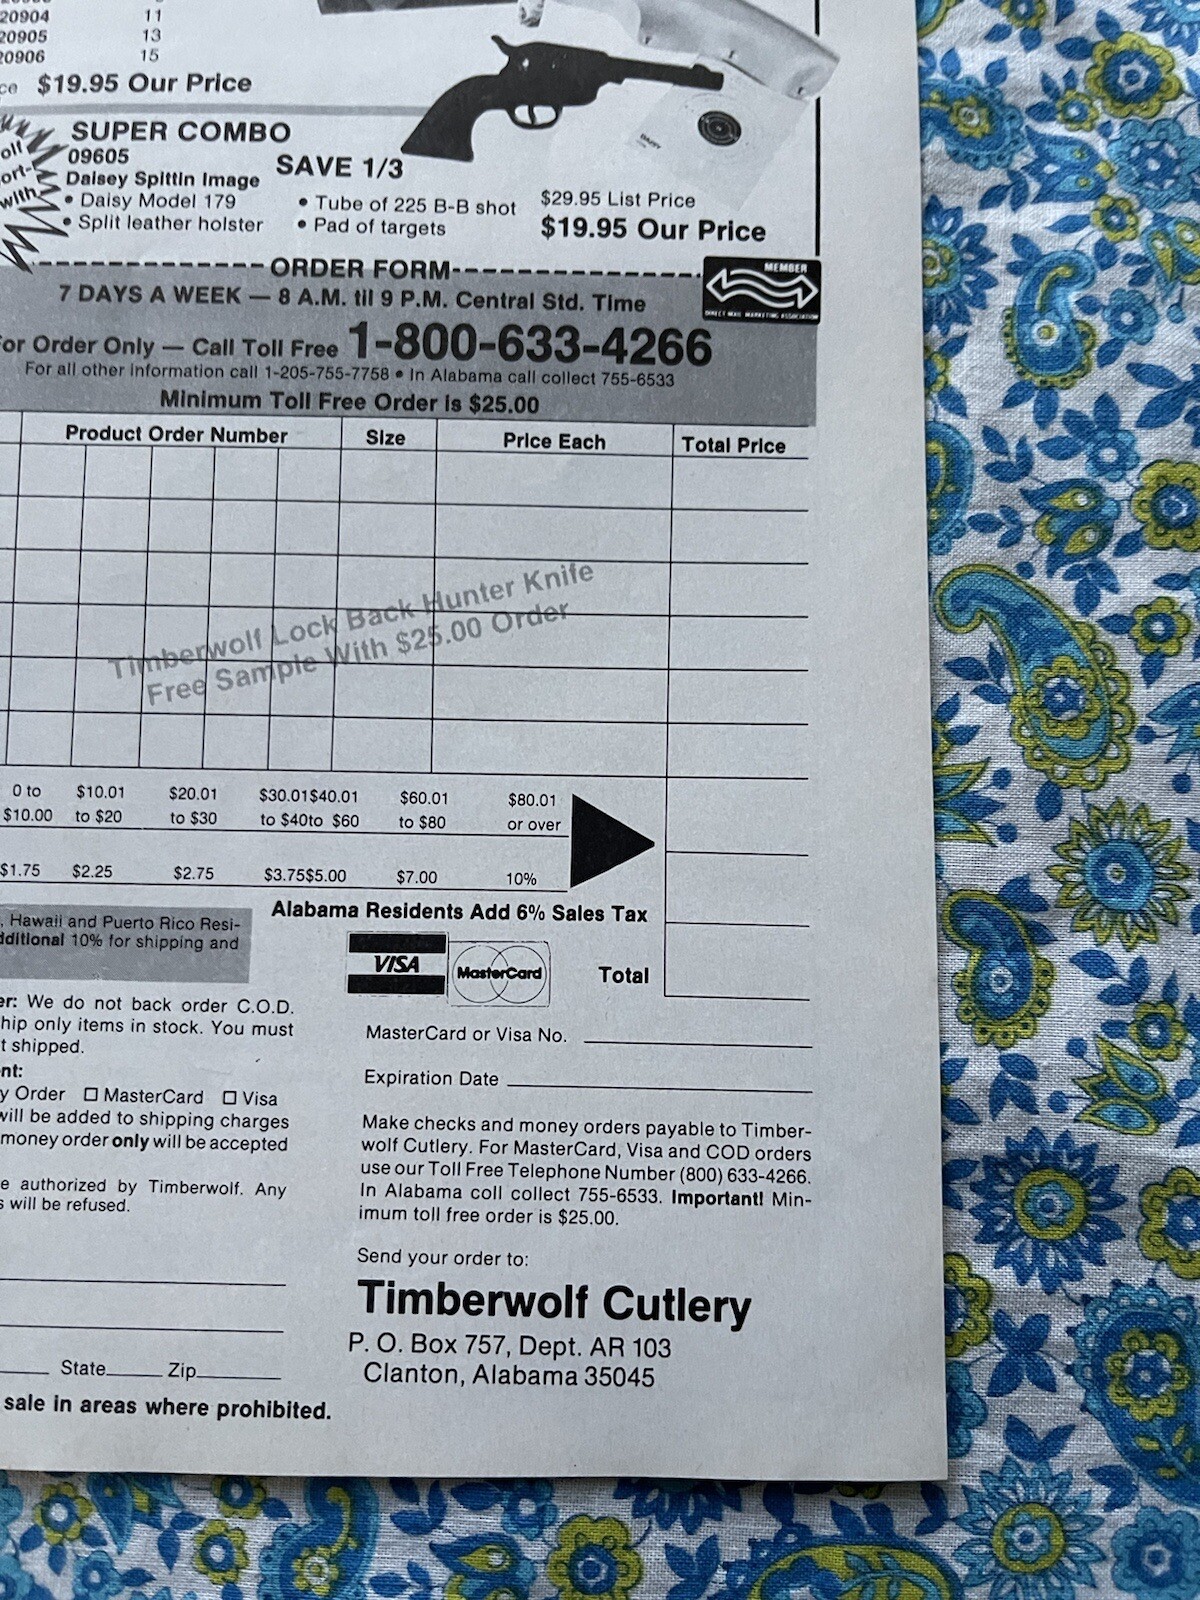 20904 11
20905 13
20906 15
$19.95 Our Price
SUPER COMBO
09605
SAVE 1/3
Daisey Spittin Image
• Daisy Model 179
• Split leather holster
• Tube of 225 B-B shot
• Pad of targets
$29.95 List Price
$19.95 Our Price
with
DAISY
ORDER FORM
MEMBER
DIRECT MAIL MARKETING ASSOCIATION
7 DAYS A WEEK — 8 A.M. til 9 P.M. Central Std. Time
For Order Only — Call Toll Free 1-800-633-4266
For all other information call 1-205-755-7758 • In Alabama call collect 755-6533
Minimum Toll Free Order is $25.00
Product Order Number Size Price Each Total Price
Timberwolf Lock Back Hunter Knife
Free Sample With $25.00 Order
0 to $10.01 $20.01 $30.01 $40.01 $60.01 $80.01
$10.00 to $20 to $30 to $40 to $60 to $80 or over
$1.75 $2.25 $2.75 $3.75 $5.00 $7.00 10%
Alabama Residents Add 6% Sales Tax
, Hawaii and Puerto Rico Resi-
dditional 10% for shipping and
VISA
MasterCard
Total
er: We do not back order C.O.D.
hip only items in stock. You must
t shipped.
nt:
y Order ☐ MasterCard ☐ Visa
will be added to shipping charges
money order only will be accepted
e authorized by Timberwolf. Any
s will be refused.
State Zip
sale in areas where prohibited.
MasterCard or Visa No.
Expiration Date
Make checks and money orders payable to Timber-
wolf Cutlery. For MasterCard, Visa and COD orders
use our Toll Free Telephone Number (800) 633-4266.
In Alabama coll collect 755-6533. Important! Min-
imum toll free order is $25.00.
Send your order to:
Timberwolf Cutlery
P. O. Box 757, Dept. AR 103
Clanton, Alabama 35045